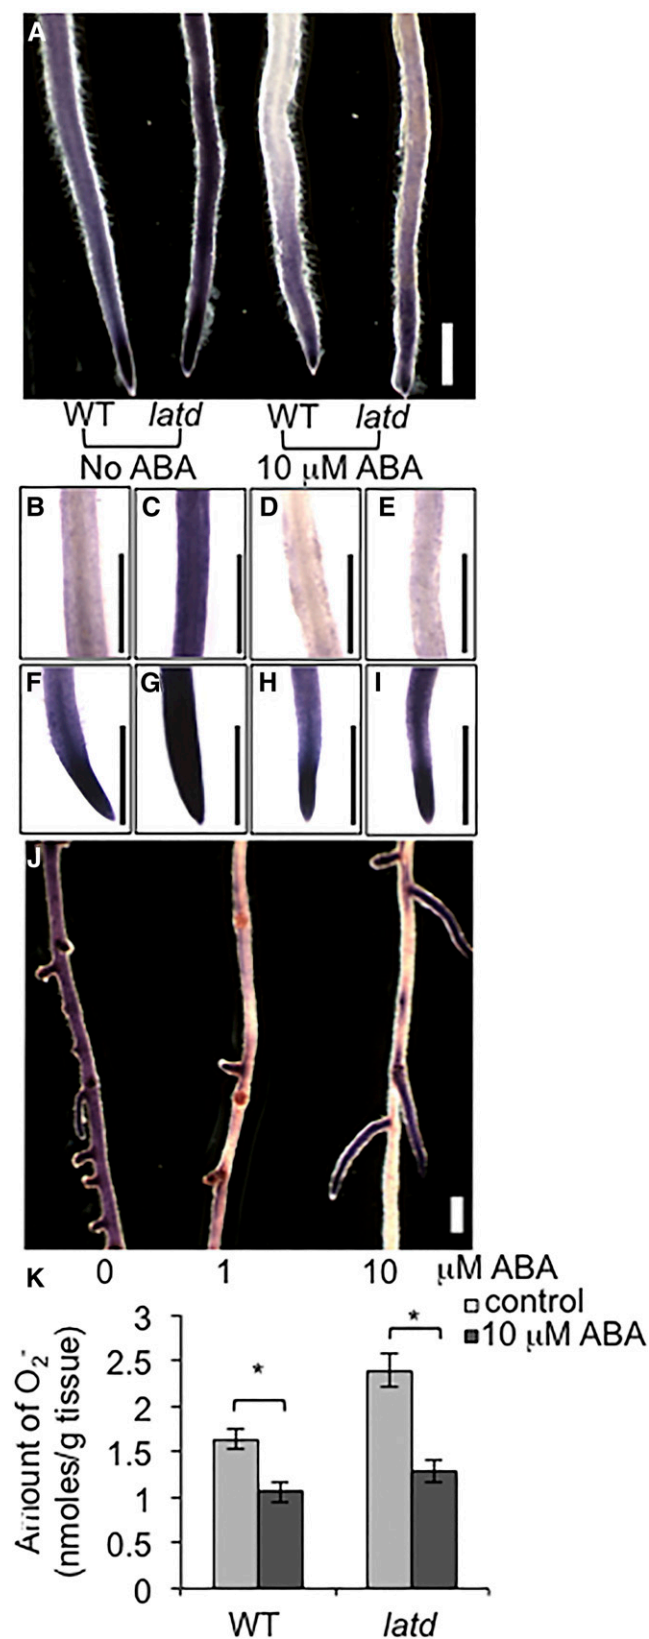 A
WT latd WT latd
No ABA 10 µM ABA
B C D E
F G H I
J
0 1 10 µM ABA
K
control
10 µM ABA
Amount of O2-
(nmoles/g tissue)
3
2.5
2
1.5
1
0.5
0
* *
WT latd